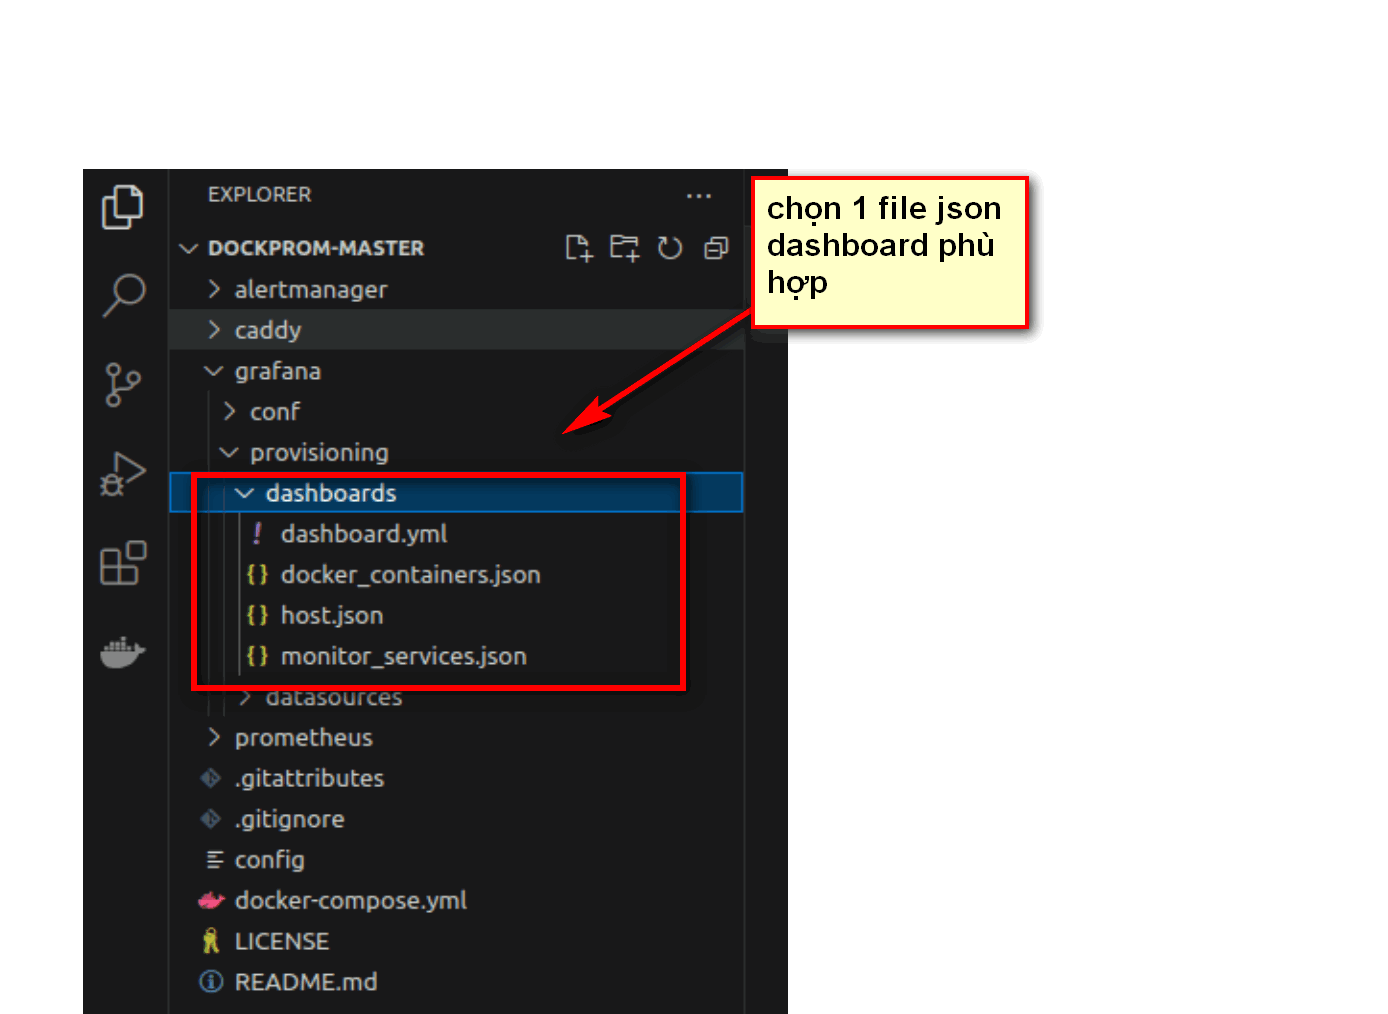 EXPLORER
DOCKPROM-MASTER
alertmanager
caddy
grafana
conf
provisioning
dashboards
dashboard.yml
docker_containers.json
host.json
monitor_services.json
datasources
prometheus
.gitattributes
.gitignore
config
docker-compose.yml
LICENSE
README.md
chọn 1 file json
dashboard phù
hợp